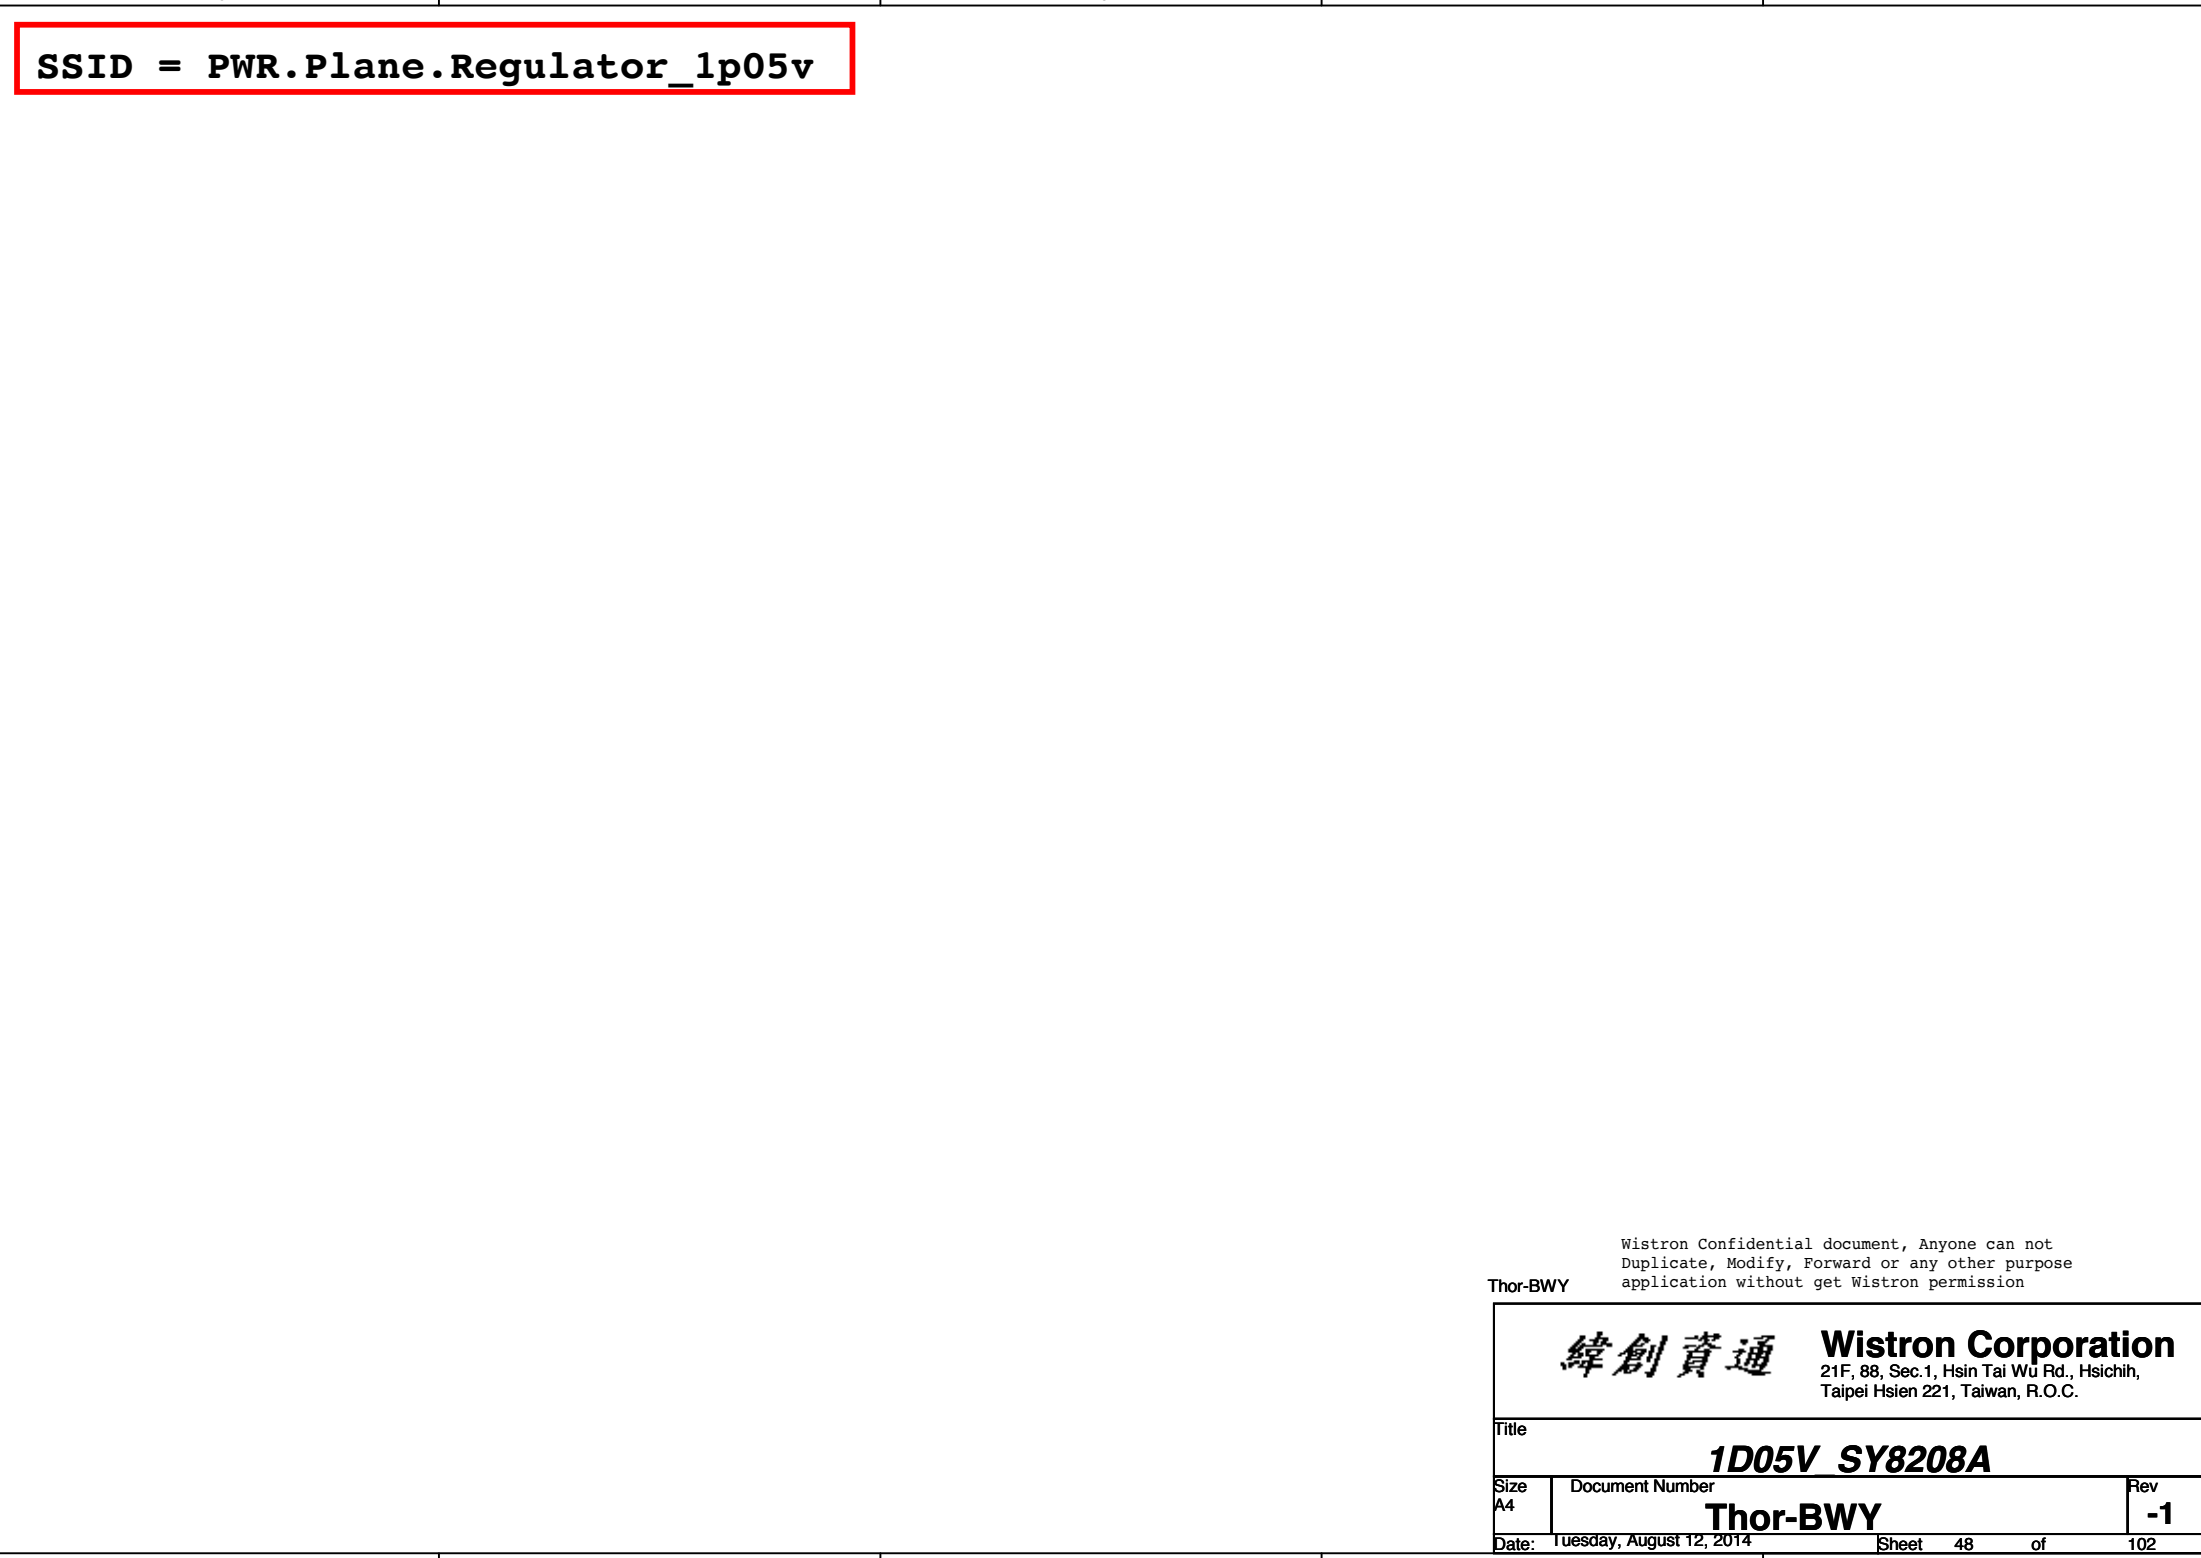 SSID = PWR.Plane.Regulator_1p05v
Wistron Confidential document, Anyone can not
Duplicate, Modify, Forward or any other purpose
application without get Wistron permission
Thor-BWY
緯創資通
Wistron Corporation
21F, 88, Sec.1, Hsin Tai Wu Rd., Hsichih,
Taipei Hsien 221, Taiwan, R.O.C.
Title
1D05V_SY8208A
Size
A4
Document Number
Thor-BWY
Rev
-1
Date: Tuesday, August 12, 2014
Sheet 48 of 102